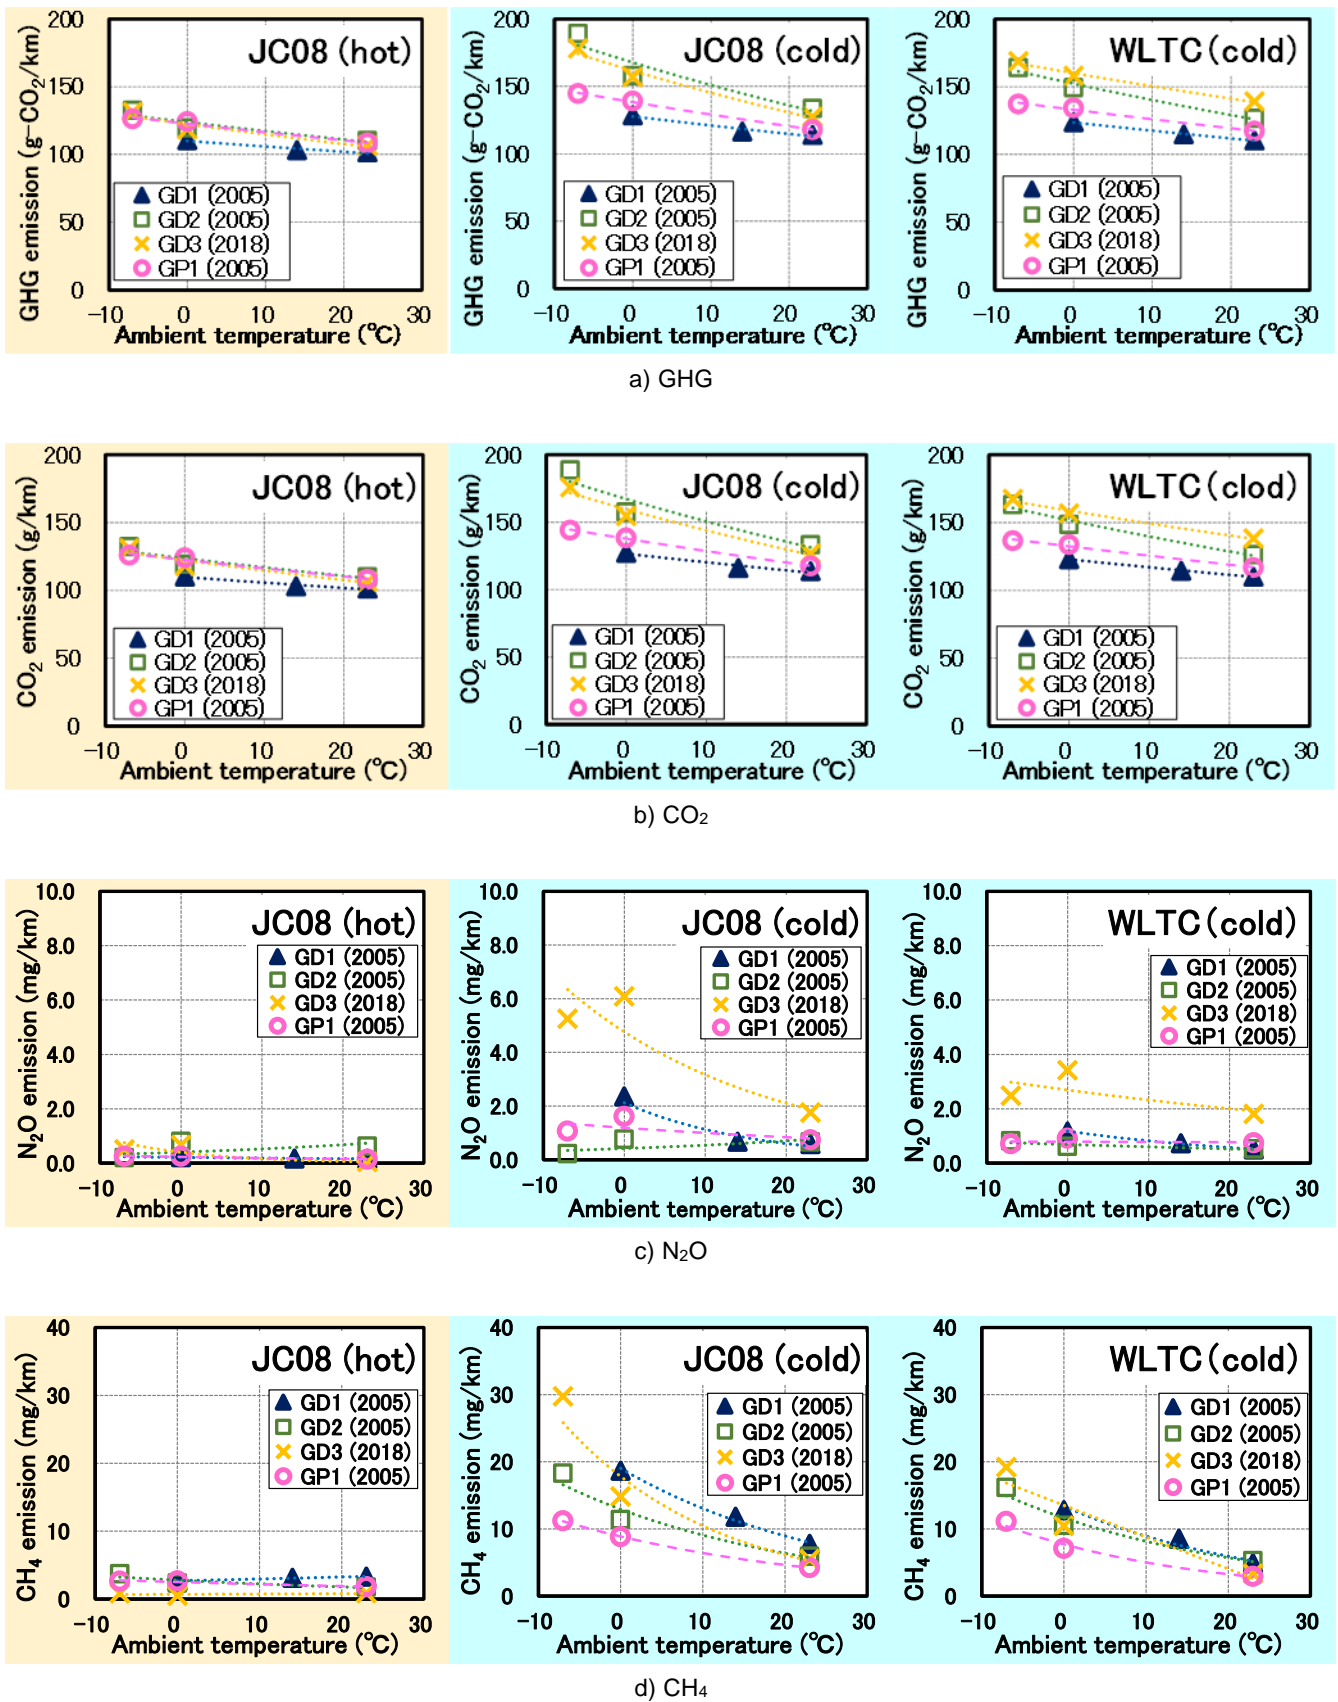 GHG emission (g-CO₂/km)
200
150
100
50
0
JC08 (hot)
GD1 (2005)
GD2 (2005)
GD3 (2018)
GP1 (2005)
-10 0 10 20 30
Ambient temperature (℃)
GHG emission (g-CO₂/km)
200
150
100
50
0
JC08 (cold)
GD1 (2005)
GD2 (2005)
GD3 (2018)
GP1 (2005)
-10 0 10 20 30
Ambient temperature (℃)
GHG emission (g-CO₂/km)
200
150
100
50
0
WLTC (cold)
GD1 (2005)
GD2 (2005)
GD3 (2018)
GP1 (2005)
-10 0 10 20 30
Ambient temperature (℃)
a) GHG
CO₂ emission (g/km)
200
150
100
50
0
JC08 (hot)
GD1 (2005)
GD2 (2005)
GD3 (2018)
GP1 (2005)
-10 0 10 20 30
Ambient temperature (℃)
CO₂ emission (g/km)
200
150
100
50
0
JC08 (cold)
GD1 (2005)
GD2 (2005)
GD3 (2018)
GP1 (2005)
-10 0 10 20 30
Ambient temperature (℃)
CO₂ emission (g/km)
200
150
100
50
0
WLTC (clod)
GD1 (2005)
GD2 (2005)
GD3 (2018)
GP1 (2005)
-10 0 10 20 30
Ambient temperature (℃)
b) CO₂
N₂O emission (mg/km)
10.0
8.0
6.0
4.0
2.0
0.0
JC08 (hot)
GD1 (2005)
GD2 (2005)
GD3 (2018)
GP1 (2005)
-10 0 10 20 30
Ambient temperature (℃)
N₂O emission (mg/km)
10.0
8.0
6.0
4.0
2.0
0.0
JC08 (cold)
GD1 (2005)
GD2 (2005)
GD3 (2018)
GP1 (2005)
-10 0 10 20 30
Ambient temperature (℃)
N₂O emission (mg/km)
10.0
8.0
6.0
4.0
2.0
0.0
WLTC (cold)
GD1 (2005)
GD2 (2005)
GD3 (2018)
GP1 (2005)
-10 0 10 20 30
Ambient temperature (℃)
c) N₂O
CH₄ emission (mg/km)
40
30
20
10
0
JC08 (hot)
GD1 (2005)
GD2 (2005)
GD3 (2018)
GP1 (2005)
-10 0 10 20 30
Ambient temperature (℃)
CH₄ emission (mg/km)
40
30
20
10
0
JC08 (cold)
GD1 (2005)
GD2 (2005)
GD3 (2018)
GP1 (2005)
-10 0 10 20 30
Ambient temperature (℃)
CH₄ emission (mg/km)
40
30
20
10
0
WLTC (cold)
GD1 (2005)
GD2 (2005)
GD3 (2018)
GP1 (2005)
-10 0 10 20 30
Ambient temperature (℃)
d) CH₄